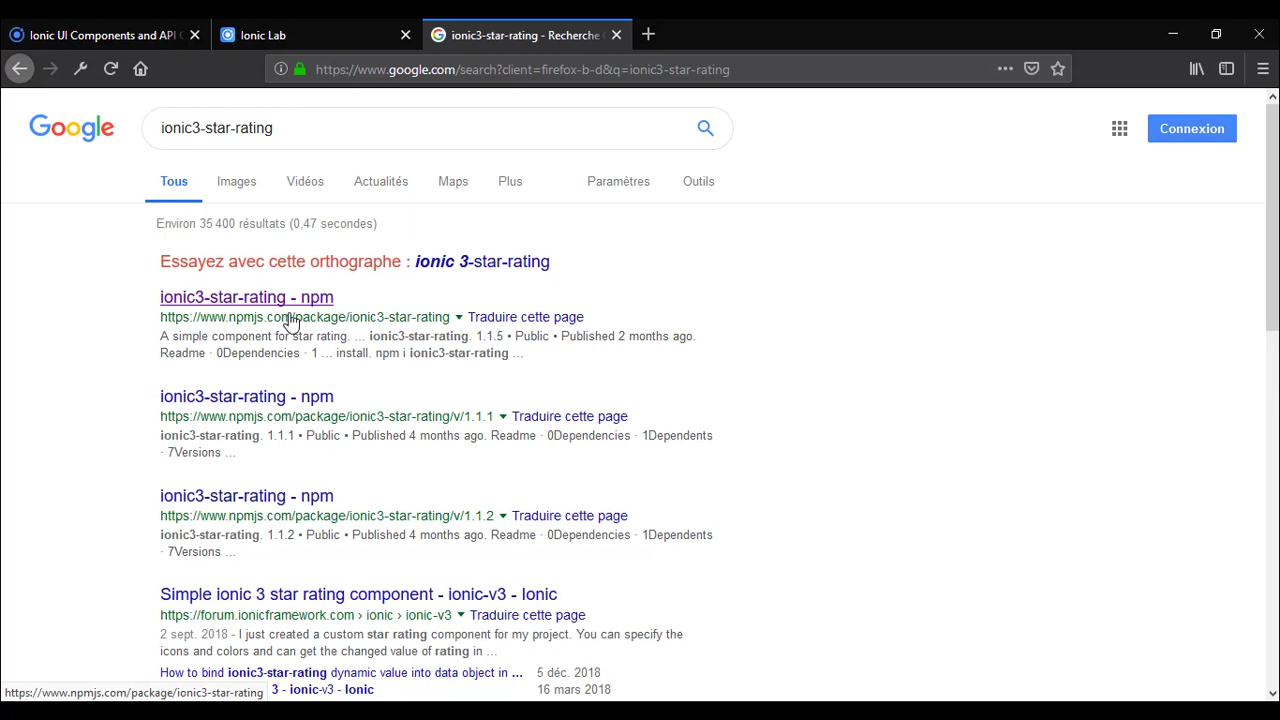 Ionic UI Components and API
Ionic Lab
ionic3-star-rating - Recherche
https://www.google.com/search?client=firefox-b-d&q=ionic3-star-rating
Google
ionic3-star-rating
Connexion
Tous Images Vidéos Actualités Maps Plus Paramètres Outils
Environ 35 400 résultats (0,47 secondes)
Essayez avec cette orthographe : ionic 3-star-rating
ionic3-star-rating - npm
https://www.npmjs.com/package/ionic3-star-rating Traduire cette page
A simple component for star rating. ... ionic3-star-rating. 1.1.5 • Public • Published 2 months ago.
Readme · 0Dependencies · 1 ... install. npm i ionic3-star-rating ...
ionic3-star-rating - npm
https://www.npmjs.com/package/ionic3-star-rating/v/1.1.1 Traduire cette page
ionic3-star-rating. 1.1.1 • Public • Published 4 months ago. Readme · 0Dependencies · 1Dependents
· 7Versions ...
ionic3-star-rating - npm
https://www.npmjs.com/package/ionic3-star-rating/v/1.1.2 Traduire cette page
ionic3-star-rating. 1.1.2 • Public • Published 4 months ago. Readme · 0Dependencies · 1Dependents
· 7Versions ...
Simple ionic 3 star rating component - ionic-v3 - Ionic
https://forum.ionicframework.com › ionic › ionic-v3 Traduire cette page
2 sept. 2018 - I just created a custom star rating component for my project. You can specify the
icons and colors and can get the changed value of rating in ...
How to bind ionic3-star-rating dynamic value into data object in ... 5 déc. 2018
3 - ionic-v3 - Ionic 16 mars 2018
https://www.npmjs.com/package/ionic3-star-rating